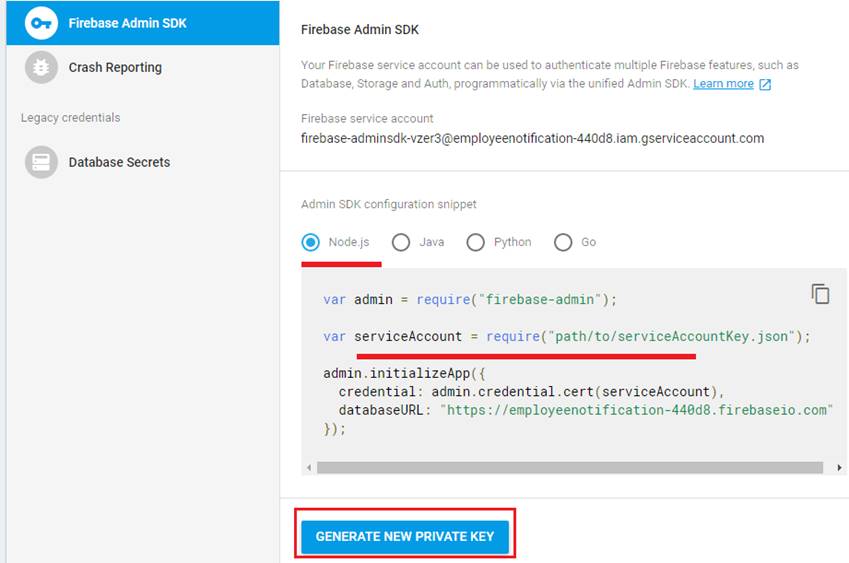 Firebase Admin SDK
Crash Reporting
Legacy credentials
Database Secrets
Firebase Admin SDK
Your Firebase service account can be used to authenticate multiple Firebase features, such as
Database, Storage and Auth, programmatically via the unified Admin SDK. Learn more
Firebase service account
firebase-adminsdk-vzer3@employeenotification-440d8.iam.gserviceaccount.com
Admin SDK configuration snippet
Node.js Java Python Go
var admin = require("firebase-admin");
var serviceAccount = require("path/to/serviceAccountKey.json");
admin.initializeApp({
  credential: admin.credential.cert(serviceAccount),
  databaseURL: "https://employeenotification-440d8.firebaseio.com"
});
GENERATE NEW PRIVATE KEY